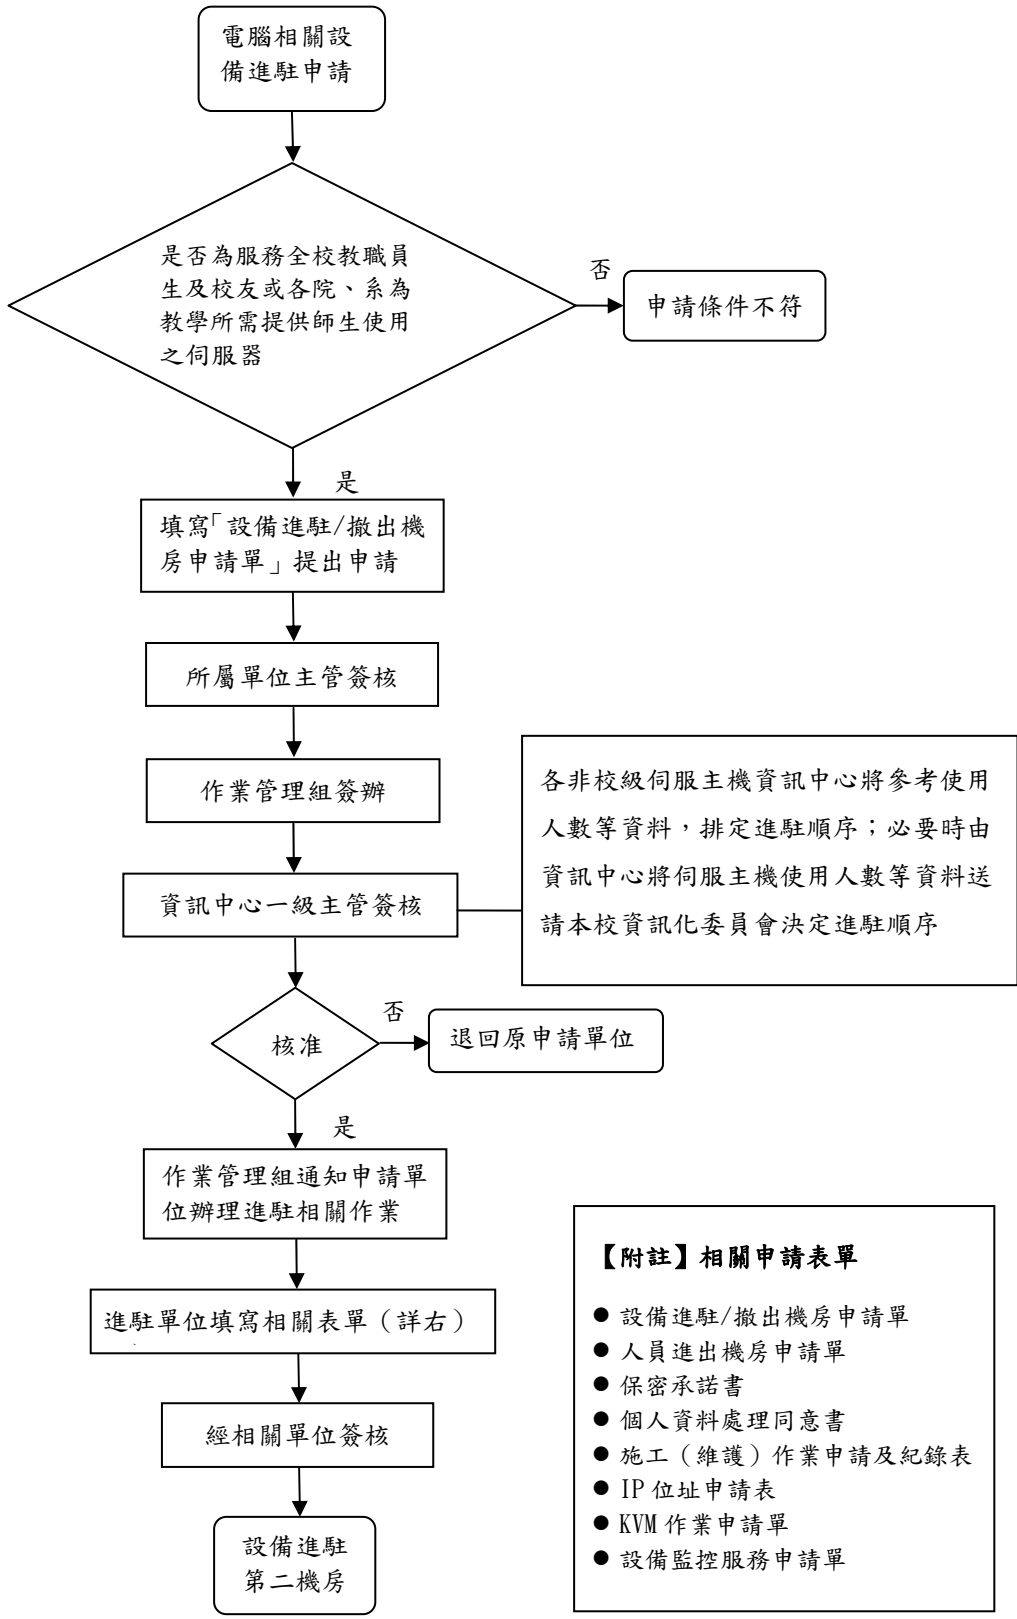 電腦相關設
備進駐申請
是否為服務全校教職員
生及校友或各院、系為
教學所需提供師生使用
之伺服器
否
申請條件不符
是
填寫「設備進駐/撤出機
房申請單」提出申請
所屬單位主管簽核
作業管理組簽辦
資訊中心一級主管簽核
各非校級伺服主機資訊中心將參考使用
人數等資料，排定進駐順序；必要時由
資訊中心將伺服主機使用人數等資料送
請本校資訊化委員會決定進駐順序
核准
否
退回原申請單位
是
作業管理組通知申請單
位辦理進駐相關作業
進駐單位填寫相關表單（詳右）
經相關單位簽核
設備進駐
第二機房
【附註】相關申請表單
● 設備進駐/撤出機房申請單
● 人員進出機房申請單
● 保密承諾書
● 個人資料處理同意書
● 施工（維護）作業申請及紀錄表
● IP 位址申請表
● KVM 作業申請單
● 設備監控服務申請單